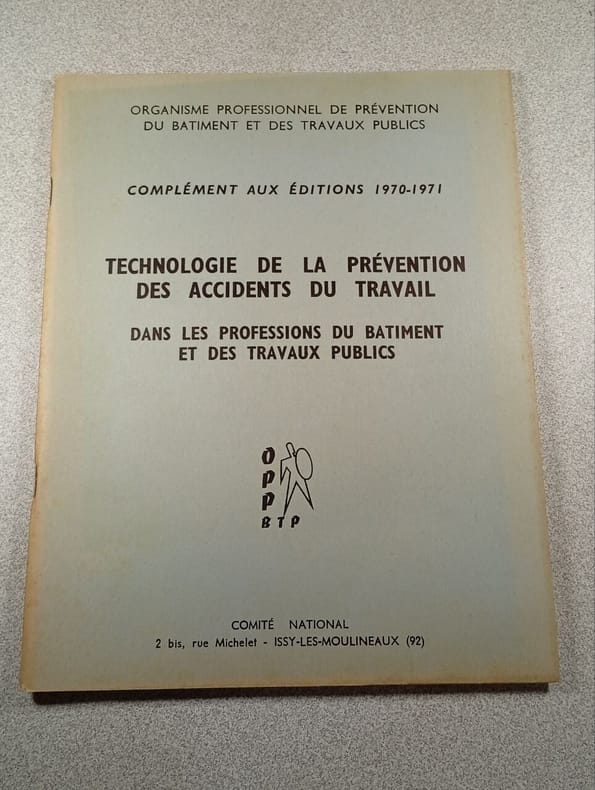 ORGANISME PROFESSIONNEL DE PRÉVENTION
DU BATIMENT ET DES TRAVAUX PUBLICS
COMPLÉMENT AUX ÉDITIONS 1970-1971
TECHNOLOGIE DE LA PRÉVENTION
DES ACCIDENTS DU TRAVAIL
DANS LES PROFESSIONS DU BATIMENT
ET DES TRAVAUX PUBLICS
O
P
P
BTP
COMITÉ NATIONAL
2 bis, rue Michelet - ISSY-LES-MOULINEAUX (92)